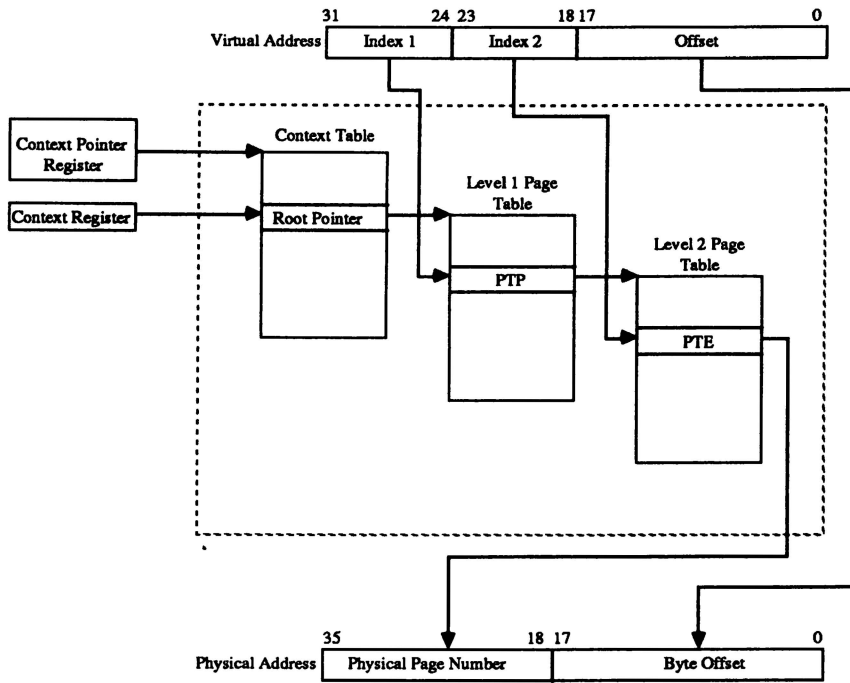 31 24 23 18 17 0
Virtual Address Index 1 Index 2 Offset
Context Table
Context Pointer
Register
Level 1 Page
Table
Context Register
Root Pointer
Level 2 Page
Table
PTP
PTE
35 18 17 0
Physical Address Physical Page Number Byte Offset